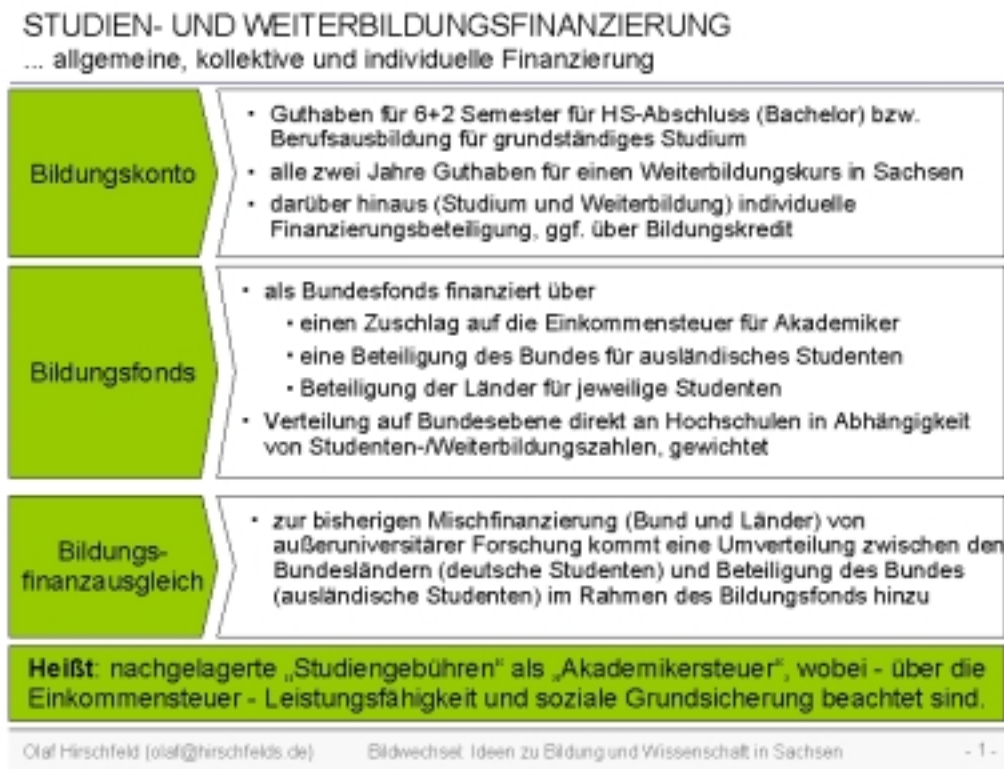 STUDIEN- UND WEITERBILDUNGSFINANZIERUNG
... allgemeine, kollektive und individuelle Finanzierung
Bildungskonto
• Guthaben für 6+2 Semester für HS-Abschluss (Bachelor) bzw.
Berufsausbildung für grundständiges Studium
• alle zwei Jahre Guthaben für einen Weiterbildungskurs in Sachsen
• darüber hinaus (Studium und Weiterbildung) individuelle
Finanzierungsbeteiligung, ggf. über Bildungskredit
Bildungsfonds
• als Bundesfonds finanziert über
• einen Zuschlag auf die Einkommensteuer für Akademiker
• eine Beteiligung des Bundes für ausländisches Studenten
• Beteiligung der Länder für jeweilige Studenten
• Verteilung auf Bundesebene direkt an Hochschulen in Abhängigkeit
von Studenten-/Weiterbildungszahlen, gewichtet
Bildungs-
finanzausgleich
• zur bisherigen Mischfinanzierung (Bund und Länder) von
außeruniversitärer Forschung kommt eine Umverteilung zwischen den
Bundesländern (deutsche Studenten) und Beteiligung des Bundes
(ausländische Studenten) im Rahmen des Bildungsfonds hinzu
Heißt: nachgelagerte „Studiengebühren" als „Akademikersteuer", wobei - über die
Einkommensteuer - Leistungsfähigkeit und soziale Grundsicherung beachtet sind.
Olaf Hirschfeld (olaf@hirschfelds.de) Bildwechsel: Ideen zu Bildung und Wissenschaft in Sachsen - 1 -